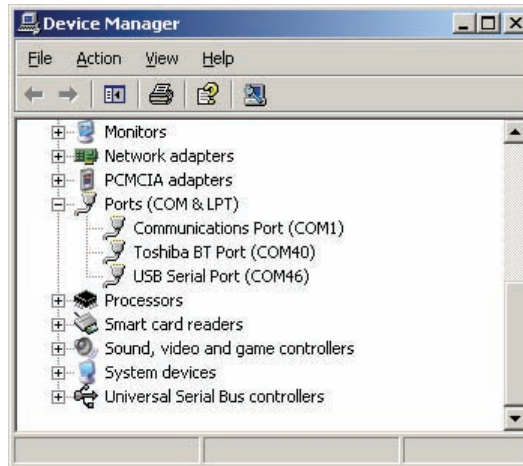 Device Manager
File Action View Help
Monitors
Network adapters
PCMCIA adapters
Ports (COM & LPT)
Communications Port (COM1)
Toshiba BT Port (COM40)
USB Serial Port (COM46)
Processors
Smart card readers
Sound, video and game controllers
System devices
Universal Serial Bus controllers